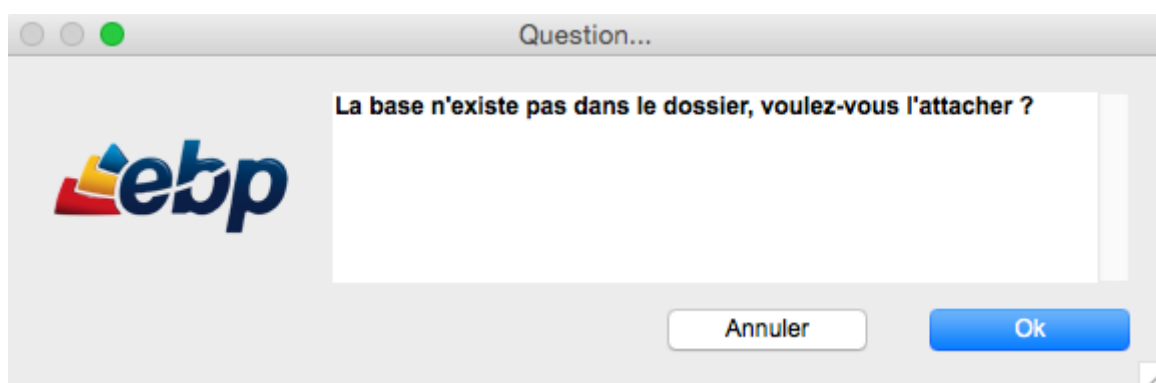 Question...
La base n'existe pas dans le dossier, voulez-vous l'attacher ?
ebp
Annuler
Ok